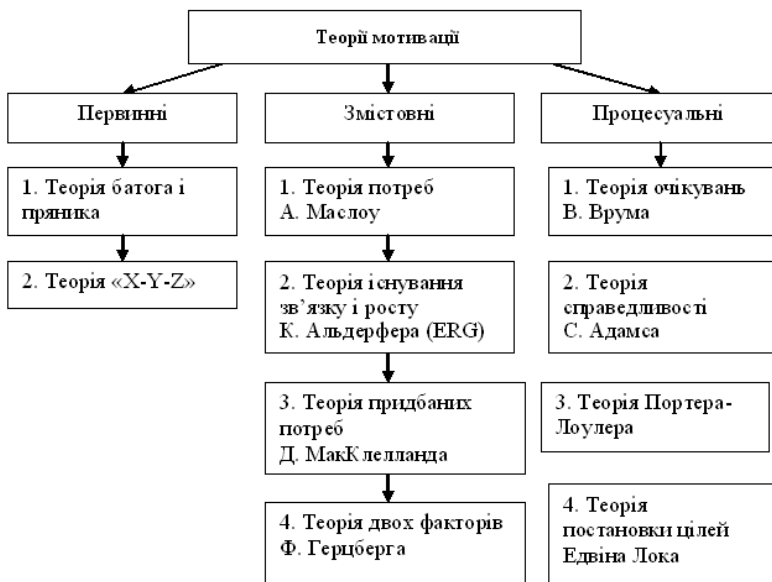 Теорії мотивації
Первинні
Змістовні
Процесуальні
1. Теорія батога і
пряника
2. Теорія «X-Y-Z»
1. Теорія потреб
А. Маслоу
2. Теорія існування
зв’язку і росту
К. Альдерфера (ERG)
3. Теорія придбаних
потреб
Д. МакКлелланда
4. Теорія двох факторів
Ф. Герцберга
1. Теорія очікувань
В. Врума
2. Теорія
справедливості
С. Адамса
3. Теорія Портера-
Лоулера
4. Теорія
постановки цілей
Едвіна Лока